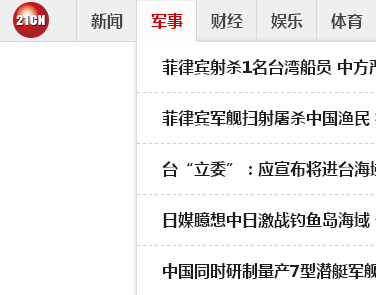 21CN 新闻 军事 财经 娱乐 体育
菲律宾射杀1名台湾船员 中方严
菲律宾军舰扫射屠杀中国渔民
台“立委”：应宣布将进台海域
日媒臆想中日激战钓鱼岛海域
中国同时研制量产7型潜艇军舰